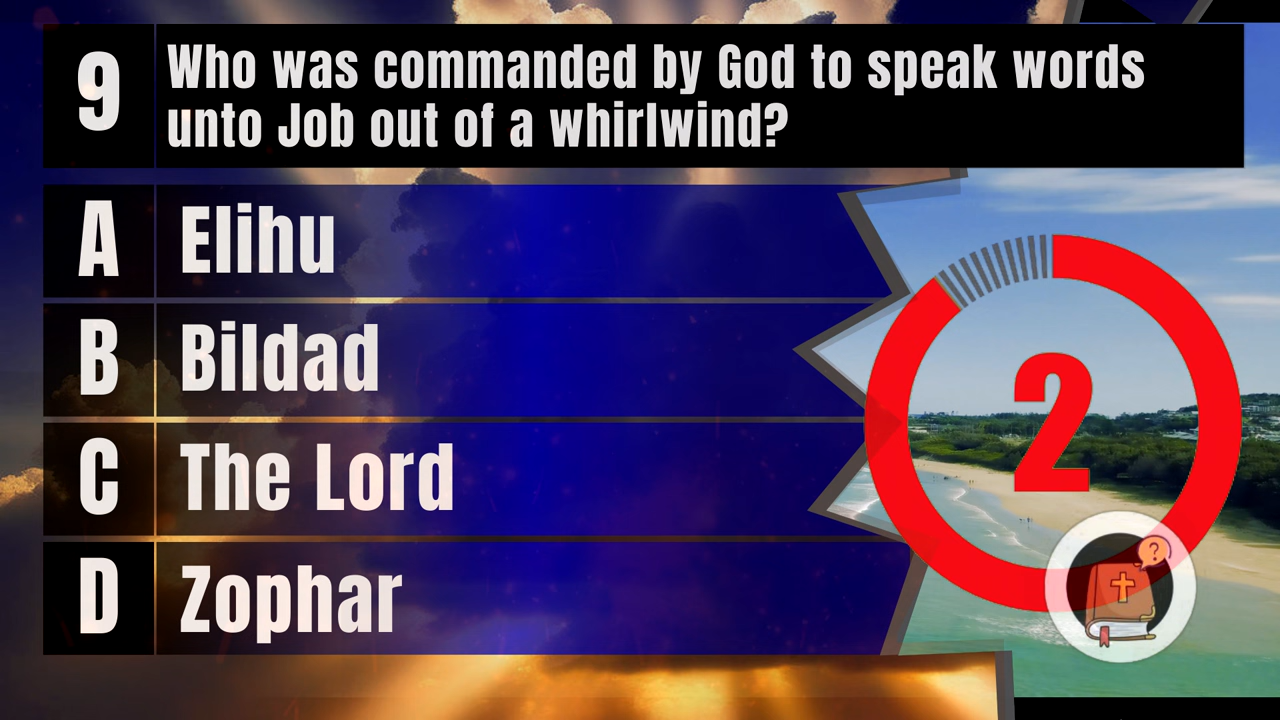 9
Who was commanded by God to speak words
unto Job out of a whirlwind?
A
Elihu
B
Bildad
C
The Lord
D
Zophar
2
?